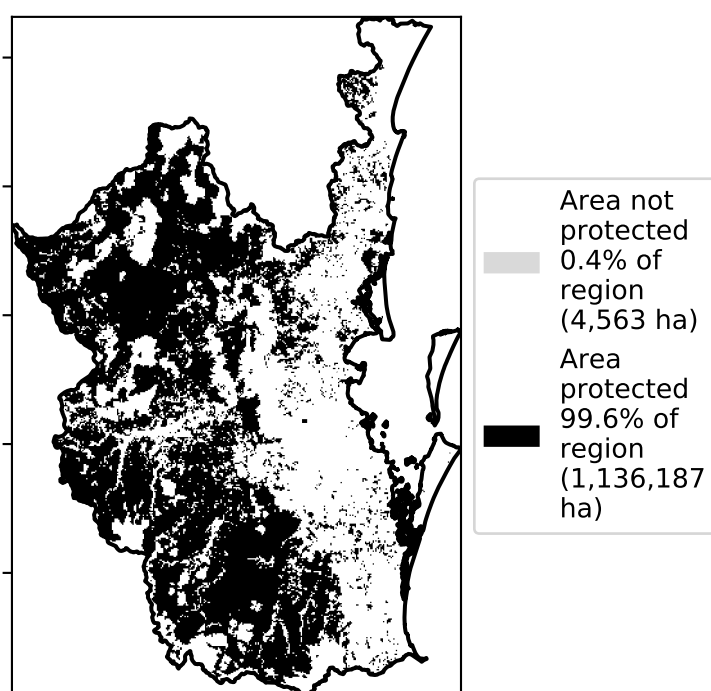 Area not
protected
0.4% of
region
(4,563 ha)
Area
protected
99.6% of
region
(1,136,187
ha)